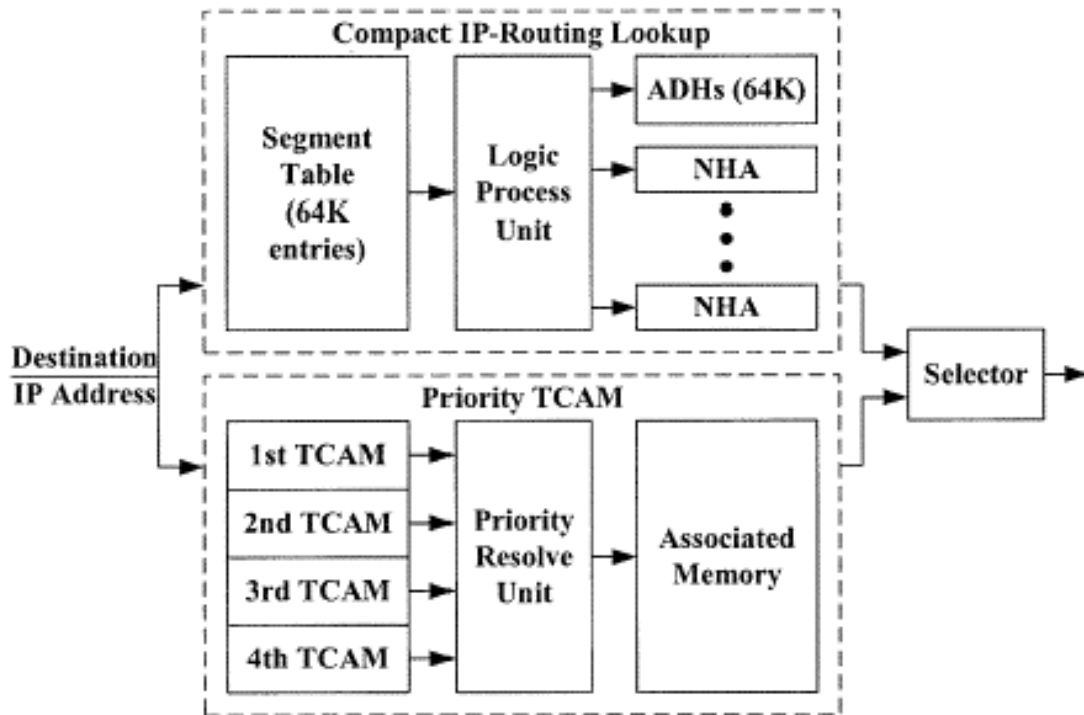 Compact IP-Routing Lookup
Segment
Table
(64K
entries)
Logic
Process
Unit
ADHs (64K)
NHA
NHA
Destination
IP Address
Selector
Priority TCAM
1st TCAM
2nd TCAM
3rd TCAM
4th TCAM
Priority
Resolve
Unit
Associated
Memory